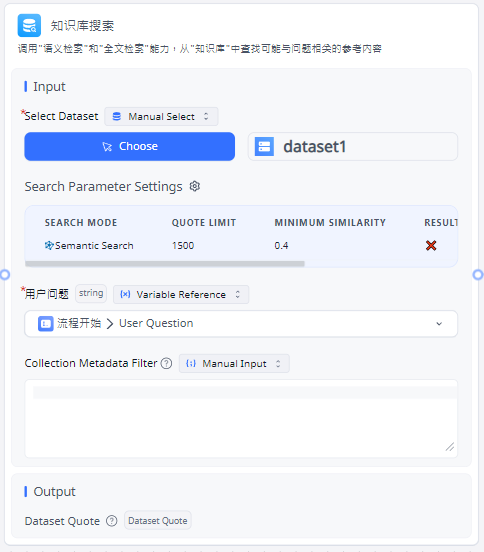 知识库搜索
调用"语义检索"和"全文检索"能力，从"知识库"中查找可能与问题相关的参考内容
Input
*Select Dataset Manual Select
Choose dataset1
Search Parameter Settings
SEARCH MODE QUOTE LIMIT MINIMUM SIMILARITY RESULT
Semantic Search 1500 0.4
*用户问题 string Variable Reference
流程开始 > User Question
Collection Metadata Filter Manual Input
Output
Dataset Quote Dataset Quote